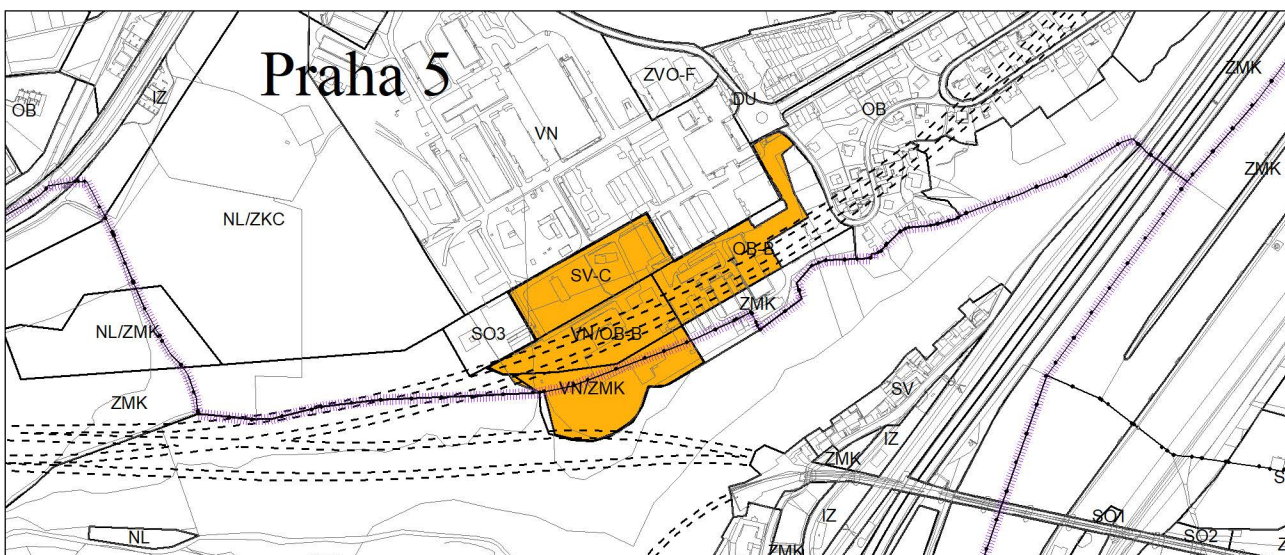 Praha 5
ZVO-F
ZMK
OB
IZ
DU
OB
VN
ZMK
NL/ZKC
OB-B
SV-C
ZMK
NL/ZMK
SO3
VN/OB-B
VN/ZMK
SV
ZMK
IZ
ZMK
S
IZ
SO1
NL
SO2
ZMK
Z